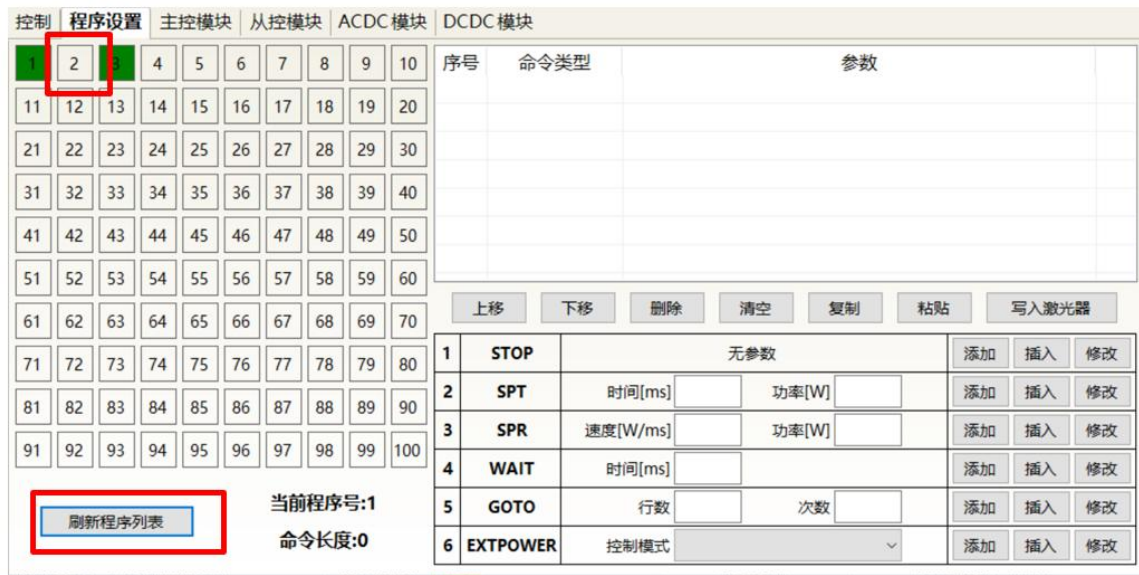 控制 程序设置 主控模块 从控模块 ACDC 模块 DCDC 模块
1 2 3 4 5 6 7 8 9 10
11 12 13 14 15 16 17 18 19 20
21 22 23 24 25 26 27 28 29 30
31 32 33 34 35 36 37 38 39 40
41 42 43 44 45 46 47 48 49 50
51 52 53 54 55 56 57 58 59 60
61 62 63 64 65 66 67 68 69 70
71 72 73 74 75 76 77 78 79 80
81 82 83 84 85 86 87 88 89 90
91 92 93 94 95 96 97 98 99 100
刷新程序列表
当前程序号:1
命令长度:0
序号 命令类型 参数
上移 下移 删除 清空 复制 粘贴 写入激光器
1 STOP 无参数 添加 插入 修改
2 SPT 时间[ms] 功率[W] 添加 插入 修改
3 SPR 速度[W/ms] 功率[W] 添加 插入 修改
4 WAIT 时间[ms] 添加 插入 修改
5 GOTO 行数 次数 添加 插入 修改
6 EXTPOWER 控制模式 添加 插入 修改